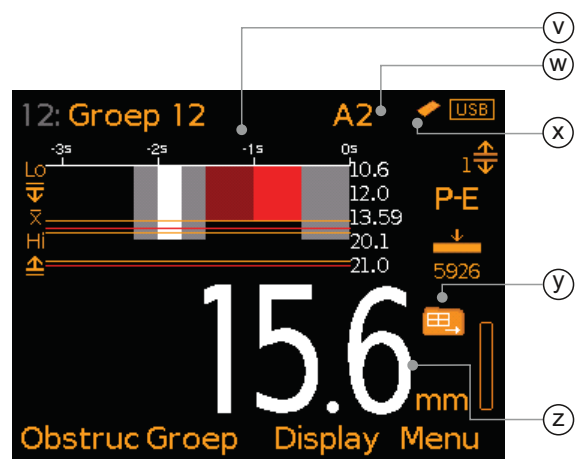 v
w
12: Groep 12 A2 USB
x
-3s -2s -1s 0s
Lo 10.6 1
12.0 P-E
x̄ 13.59
Hi 20.1
21.0 5926
y
15.6 mm
z
Obstruc Groep Display Menu